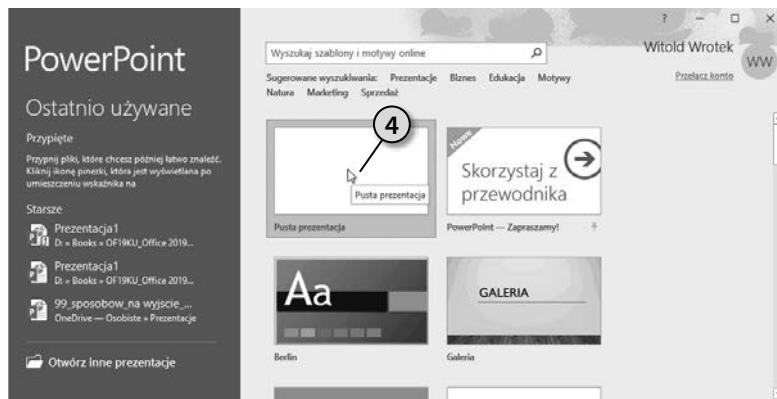 PowerPoint
Ostatnio używane
Przypięte
Przypnij pliki, które chcesz później łatwo znaleźć.
Kliknij ikonę pinezki, która jest wyświetlana po
umieszczeniu wskaźnika na
Starsze
Prezentacja1
D: » Books » OF19KU_Office 2019...
Prezentacja1
D: » Books » OF19KU_Office 2019...
99_sposobow_na wyjscie_...
OneDrive — Osobiste » Prezentacje
Otwórz inne prezentacje
?
Witold Wrotek
WW
Przełącz konto
Wyszukaj szablony i motywy online
Sugerowane wyszukiwania: Prezentacje Biznes Edukacja Motywy
Natura Marketing Sprzedaż
4
Pusta prezentacja
Pusta prezentacja
Nowe
Skorzystaj z
przewodnika
PowerPoint — Zapraszamy!
Aa
Berlin
GALERIA
Galeria